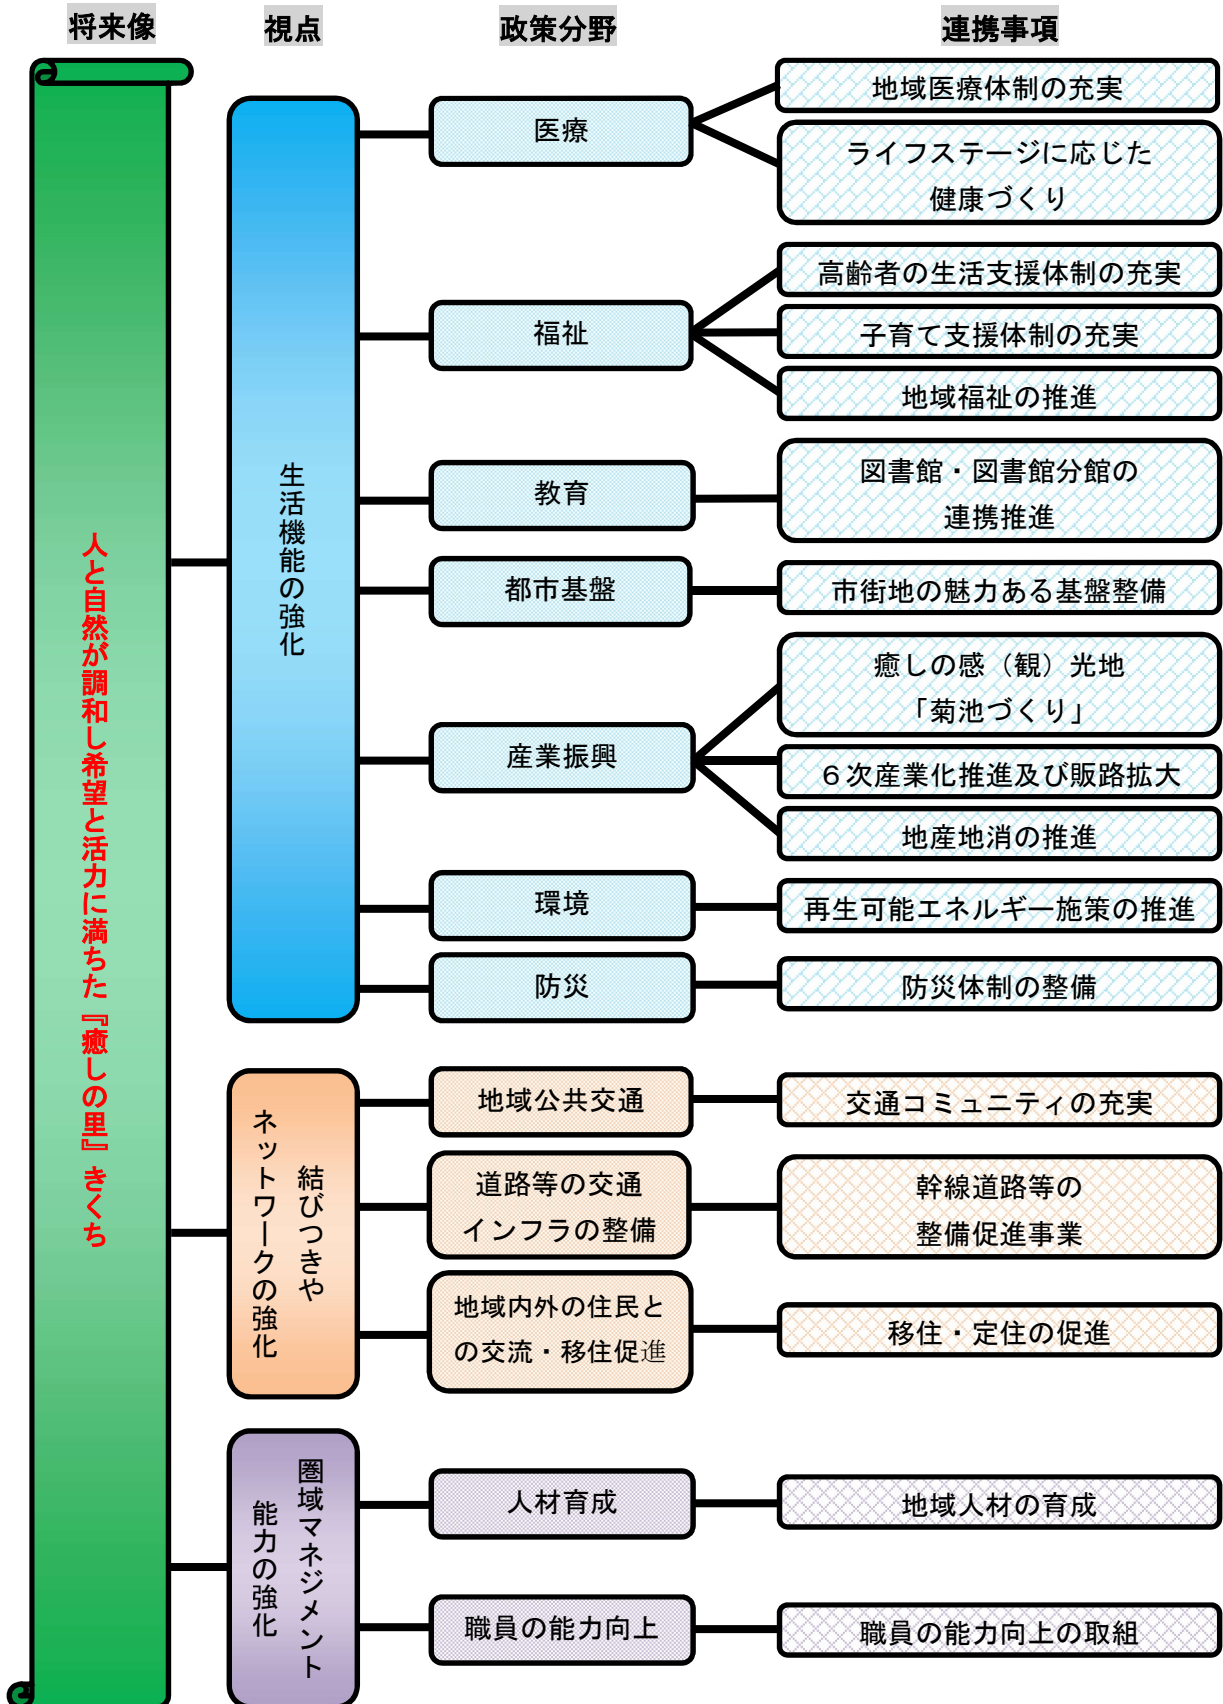 将来像
視点
政策分野
連携事項
人と自然が調和し希望と活力に満ちた『癒しの里』きくち
生活機能の強化
医療
地域医療体制の充実
ライフステージに応じた
健康づくり
福祉
高齢者の生活支援体制の充実
子育て支援体制の充実
地域福祉の推進
教育
図書館・図書館分館の
連携推進
都市基盤
市街地の魅力ある基盤整備
産業振興
癒しの感（観）光地
「菊池づくり」
６次産業化推進及び販路拡大
地産地消の推進
環境
再生可能エネルギー施策の推進
防災
防災体制の整備
結びつきや
ネットワークの強化
地域公共交通
交通コミュニティの充実
道路等の交通
インフラの整備
幹線道路等の
整備促進事業
地域内外の住民と
の交流・移住促進
移住・定住の促進
圏域マネジメント
能力の強化
人材育成
地域人材の育成
職員の能力向上
職員の能力向上の取組